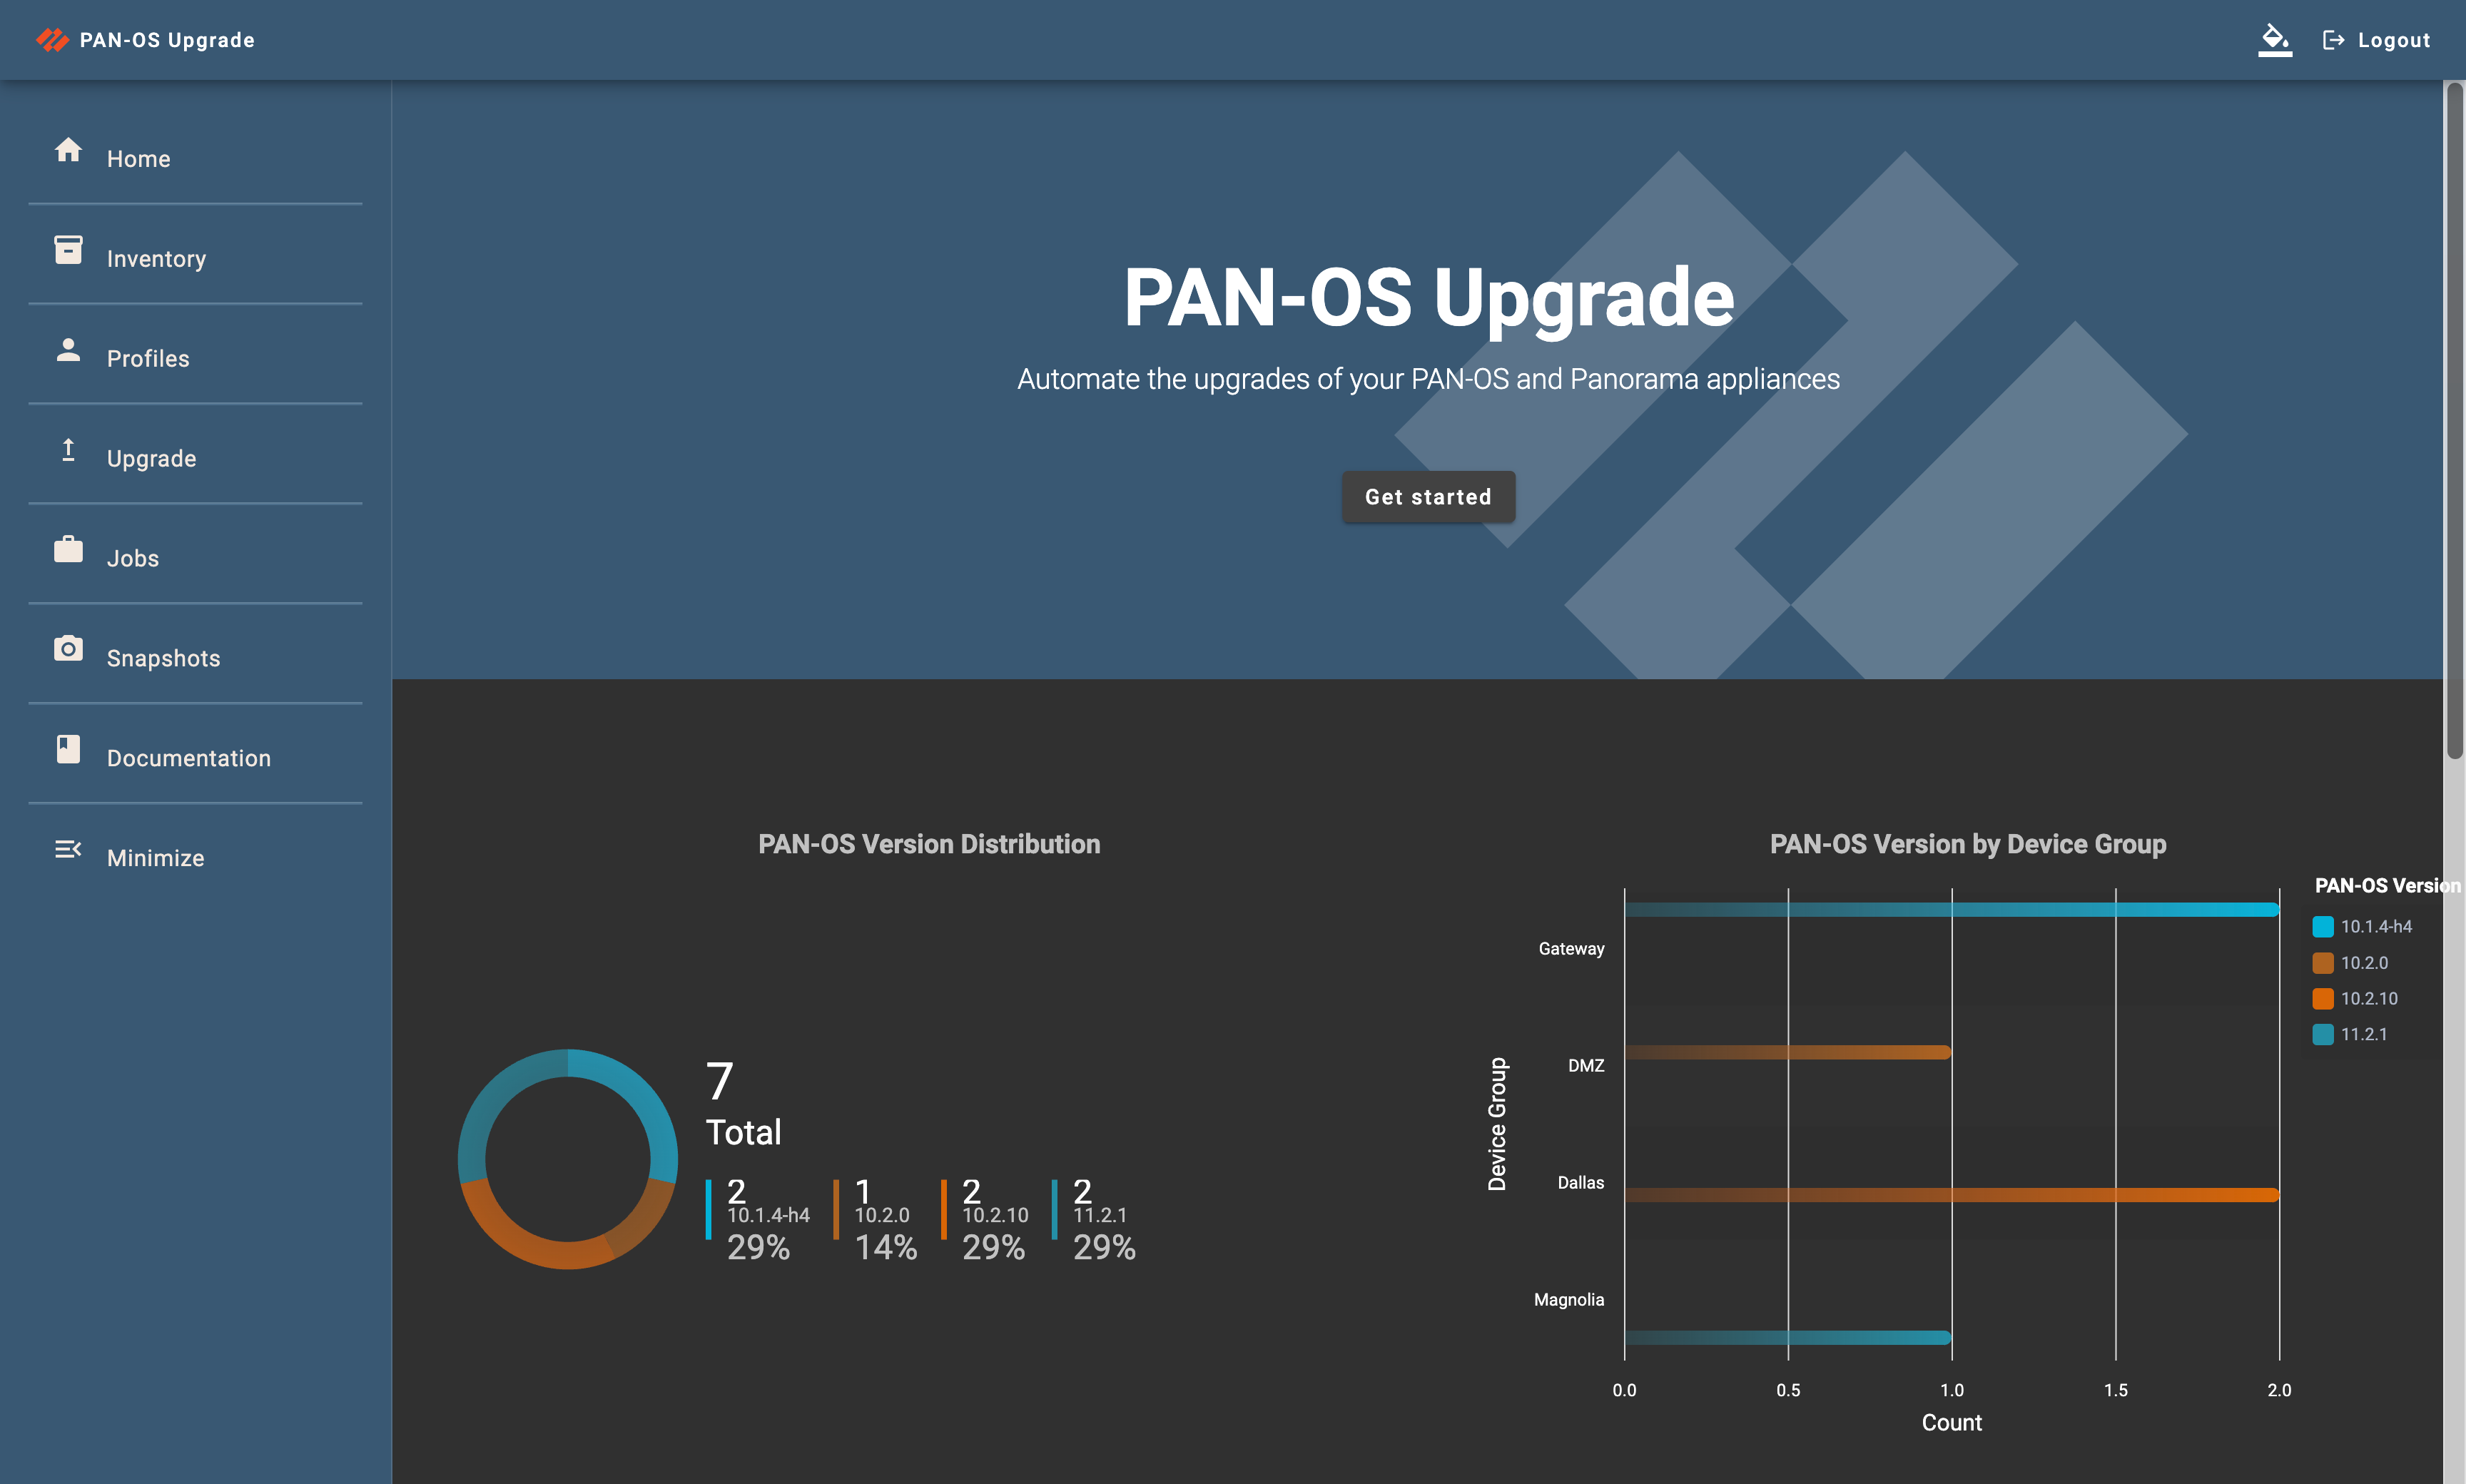 PAN-OS Upgrade
Logout
Home
Inventory
Profiles
Upgrade
Jobs
Snapshots
Documentation
Minimize
PAN-OS Upgrade
Automate the upgrades of your PAN-OS and Panorama appliances
Get started
PAN-OS Version Distribution
7
Total
2
10.1.4-h4
29%
1
10.2.0
14%
2
10.2.10
29%
2
11.2.1
29%
PAN-OS Version by Device Group
Device Group
Gateway
DMZ
Dallas
Magnolia
0.0 0.5 1.0 1.5 2.0
Count
PAN-OS Version
10.1.4-h4
10.2.0
10.2.10
11.2.1